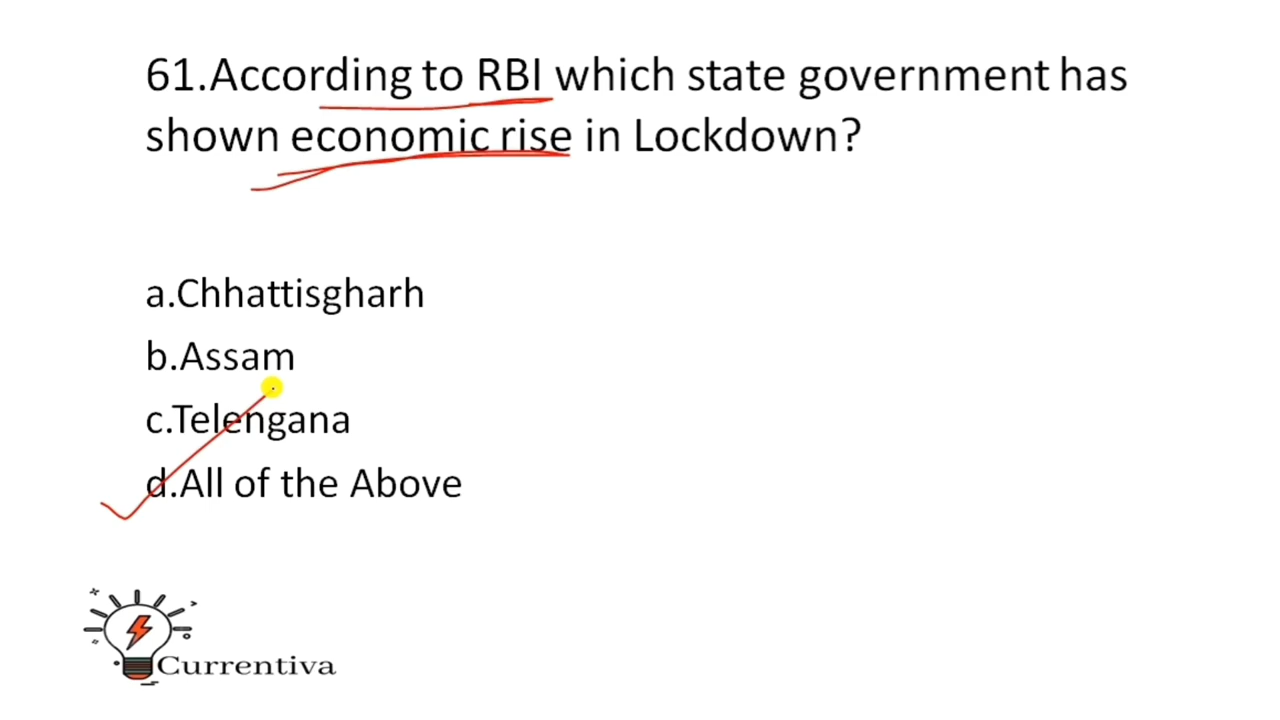 61.According to RBI which state government has
shown economic rise in Lockdown?
a.Chhattisgharh
b.Assam
c.Telengana
d.All of the Above
Currentiva